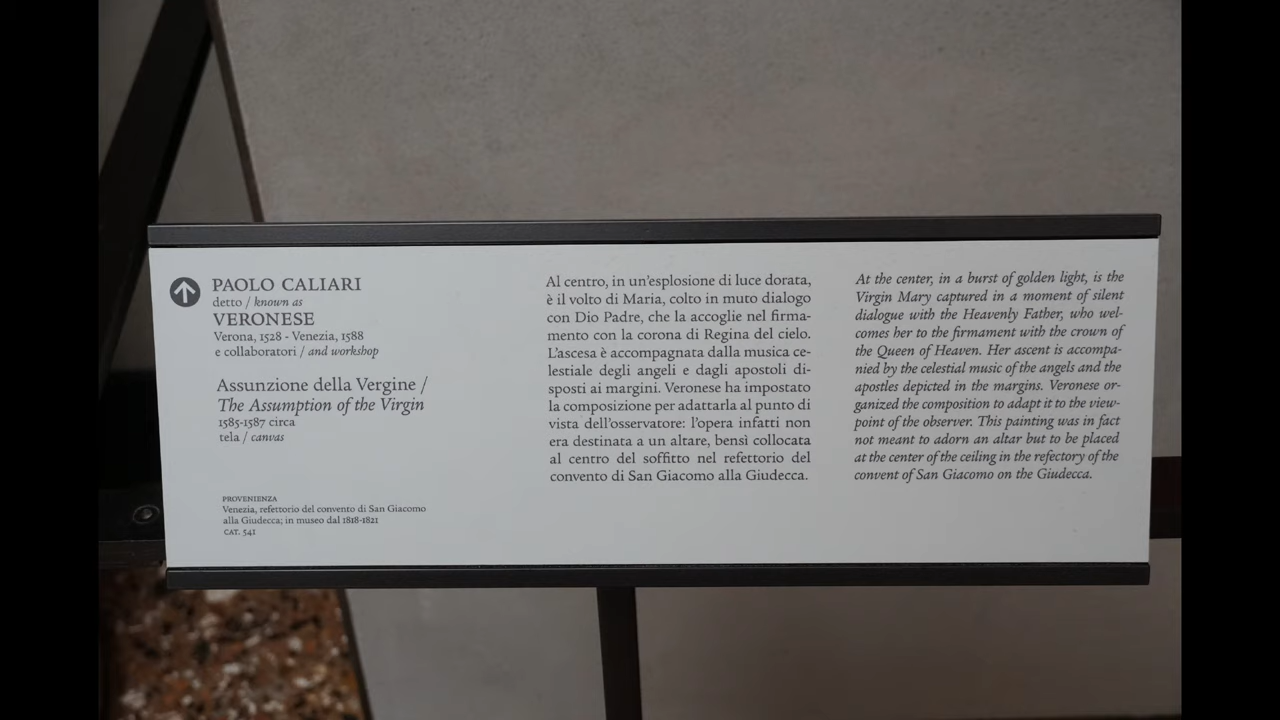 PAOLO CALIARI
detto / known as
VERONESE
Verona, 1528 - Venezia, 1588
e collaboratori / and workshop
Assunzione della Vergine /
The Assumption of the Virgin
1585-1587 circa
tela / canvas
PROVENIENZA
Venezia, refettorio del convento di San Giacomo
alla Giudecca; in museo dal 1818-1821
CAT. 541
Al centro, in un'esplosione di luce dorata,
è il volto di Maria, colto in muto dialogo
con Dio Padre, che la accoglie nel firma-
mento con la corona di Regina del cielo.
L'ascesa è accompagnata dalla musica ce-
lestiale degli angeli e dagli apostoli di-
sposti ai margini. Veronese ha impostato
la composizione per adattarla al punto di
vista dell'osservatore: l'opera infatti non
era destinata a un altare, bensì collocata
al centro del soffitto nel refettorio del
convento di San Giacomo alla Giudecca.
At the center, in a burst of golden light, is the
Virgin Mary captured in a moment of silent
dialogue with the Heavenly Father, who wel-
comes her to the firmament with the crown of
the Queen of Heaven. Her ascent is accompa-
nied by the celestial music of the angels and the
apostles depicted in the margins. Veronese or-
ganized the composition to adapt it to the view-
point of the observer. This painting was in fact
not meant to adorn an altar but to be placed
at the center of the ceiling in the refectory of the
convent of San Giacomo on the Giudecca.